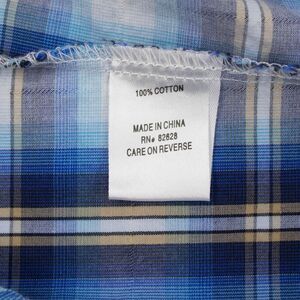 100% COTTON
MADE IN CHINA
RN# 82628
CARE ON REVERSE